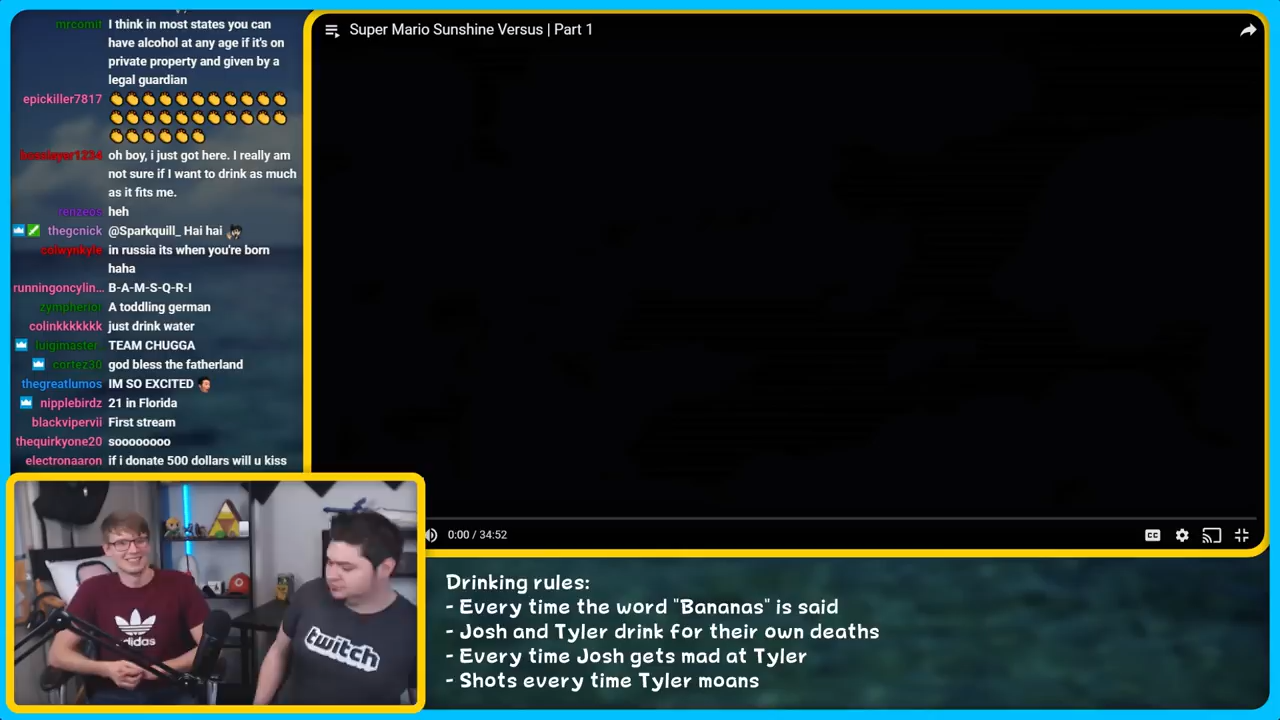 mrcomit I think in most states you can
have alcohol at any age if it's on
private property and given by a
legal guardian
epickiller7817
oh boy, i just got here. I really am
not sure if I want to drink as much
as it fits me.
renzeos heh
thegcnick @Sparkquill_ Hai hai
colwynkyle in russia its when you're born
haha
runningoncylin... B-A-M-S-Q-R-I
A toddling german
colinkkkkkkk just drink water
luigimaster. TEAM CHUGGA
cortez30 god bless the fatherland
thegreatlumos IM SO EXCITED
nipplebirdz 21 in Florida
blackvipervii First stream
thequirkyone20 soooooooo
electronaaron if i donate 500 dollars will u kiss
Super Mario Sunshine Versus | Part 1
0:00 / 34:52
CC
adidas
twitch
Drinking rules:
- Every time the word "Bananas" is said
- Josh and Tyler drink for their own deaths
- Every time Josh gets mad at Tyler
- Shots every time Tyler moans